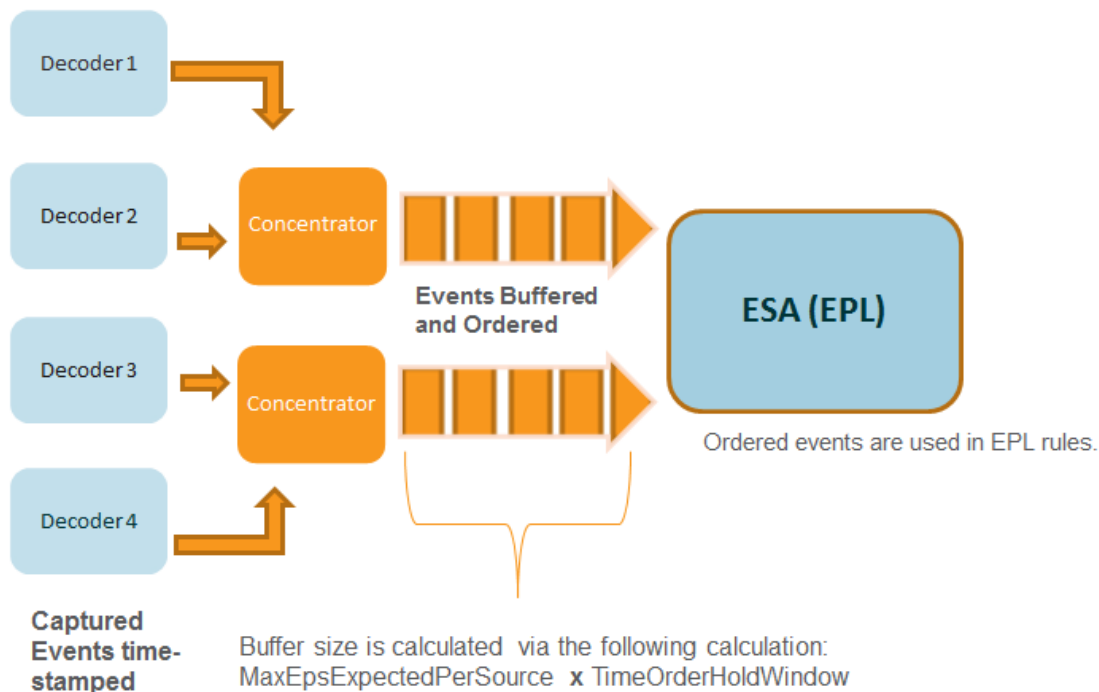 Decoder 1
Decoder 2
Concentrator
Events Buffered
and Ordered
ESA (EPL)
Decoder 3
Concentrator
Ordered events are used in EPL rules.
Decoder 4
Captured
Events time-
stamped
Buffer size is calculated via the following calculation:
MaxEpsExpectedPerSource x TimeOrderHoldWindow